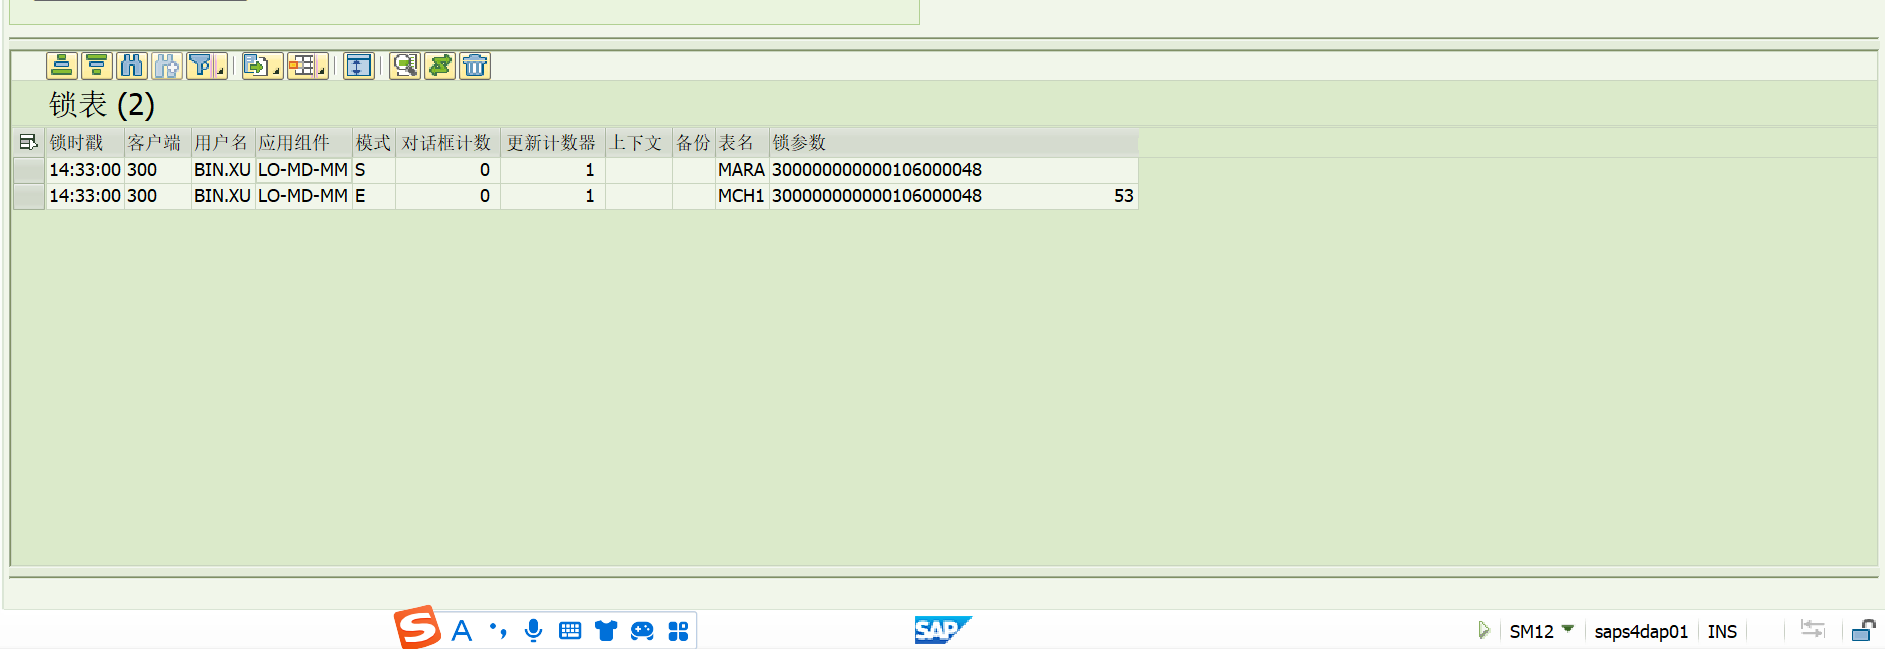 锁表 (2)
锁时戳 客户端 用户名 应用组件 模式 对话框计数 更新计数器 上下文 备份 表名 锁参数
14:33:00 300 BIN.XU LO-MD-MM S 0 1 MARA 300000000000106000048
14:33:00 300 BIN.XU LO-MD-MM E 0 1 MCH1 300000000000106000048 53
S A SAP SM12 saps4dap01 INS